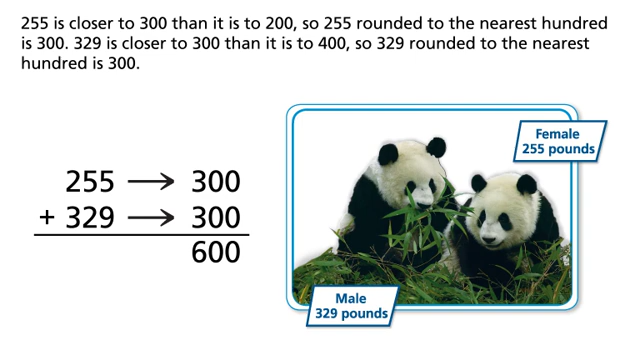 255 is closer to 300 than it is to 200, so 255 rounded to the nearest hundred
is 300. 329 is closer to 300 than it is to 400, so 329 rounded to the nearest
hundred is 300.
255 → 300
+ 329 → 300
600
Female
255 pounds
Male
329 pounds